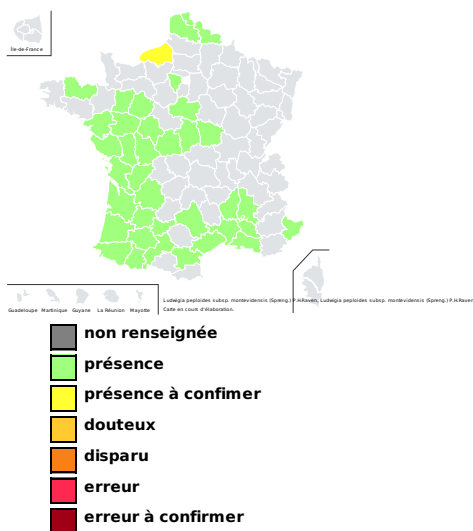 Île-de-France
Guadeloupe Martinique Guyane La Réunion Mayotte
Ludwigia peploides subsp. montevidensis (Spreng.) P.H.Raven, Ludwigia peploides subsp. montevidensis (Spreng.) P.H.Raven
Carte en cours d'élaboration.
non renseignée
présence
présence à confimer
douteux
disparu
erreur
erreur à confirmer